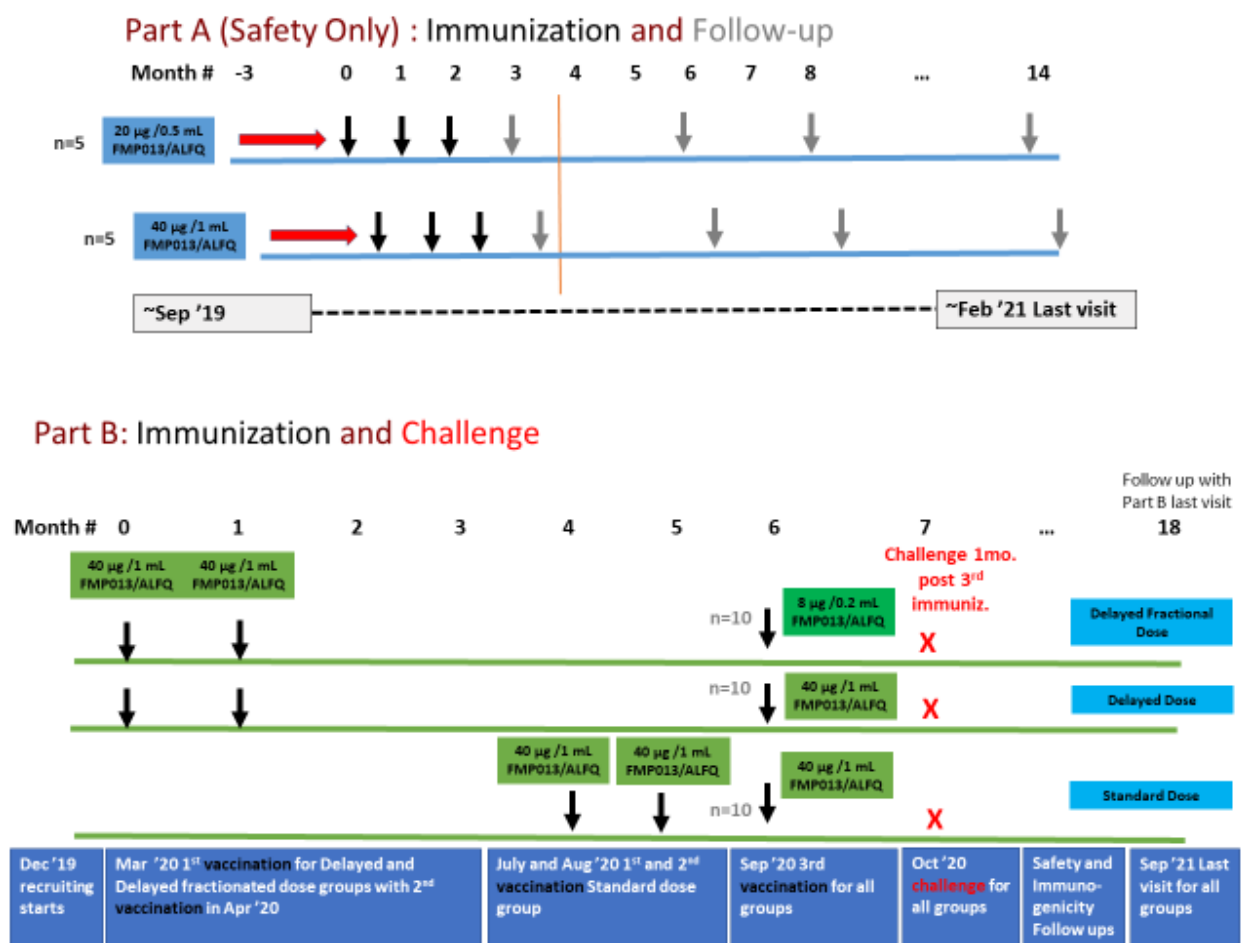 Part A (Safety Only) : Immunization and Follow-up
Month # -3 0 1 2 3 4 5 6 7 8 ... 14
n=5
20 µg /0.5 mL
FMP013/ALFQ
n=5
40 µg /1 mL
FMP013/ALFQ
~Sep '19
~Feb '21 Last visit
Part B: Immunization and Challenge
Follow up with
Part B last visit
Month # 0 1 2 3 4 5 6 7 ... 18
40 µg /1 mL
FMP013/ALFQ
40 µg /1 mL
FMP013/ALFQ
n=10
8 µg /0.2 mL
FMP013/ALFQ
Challenge 1mo.
post 3rd
immuniz.
X
Delayed Fractional
Dose
n=10
40 µg /1 mL
FMP013/ALFQ
X
Delayed Dose
40 µg /1 mL
FMP013/ALFQ
40 µg /1 mL
FMP013/ALFQ
n=10
40 µg /1 mL
FMP013/ALFQ
X
Standard Dose
Dec '19
recruiting
starts
Mar '20 1st vaccination for Delayed and
Delayed fractionated dose groups with 2nd
vaccination in Apr '20
July and Aug '20 1st and 2nd
vaccination Standard dose
group
Sep '20 3rd
vaccination for all
groups
Oct '20
challenge for
all groups
Safety and
Immuno-
genicity
Follow ups
Sep '21 Last
visit for all
groups